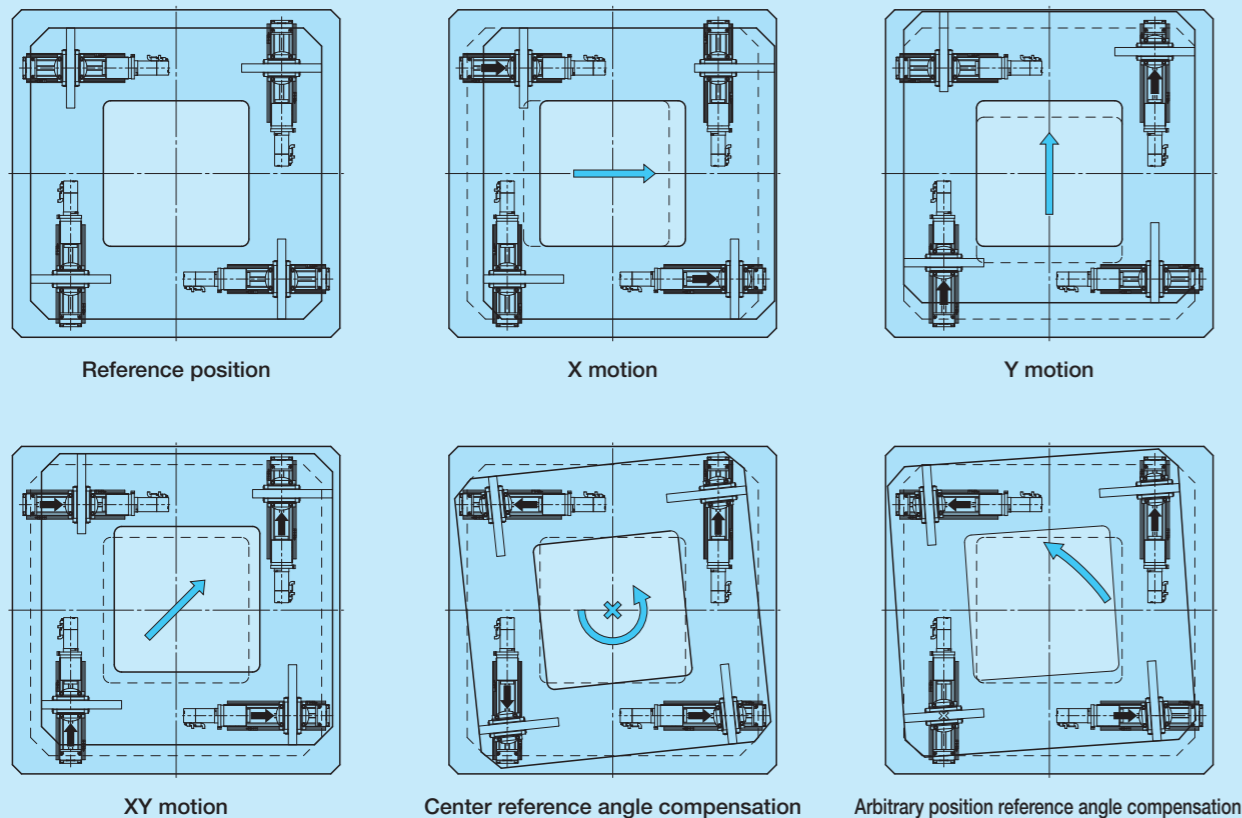 Reference position
X motion
Y motion
XY motion
Center reference angle compensation
Arbitrary position reference angle compensation